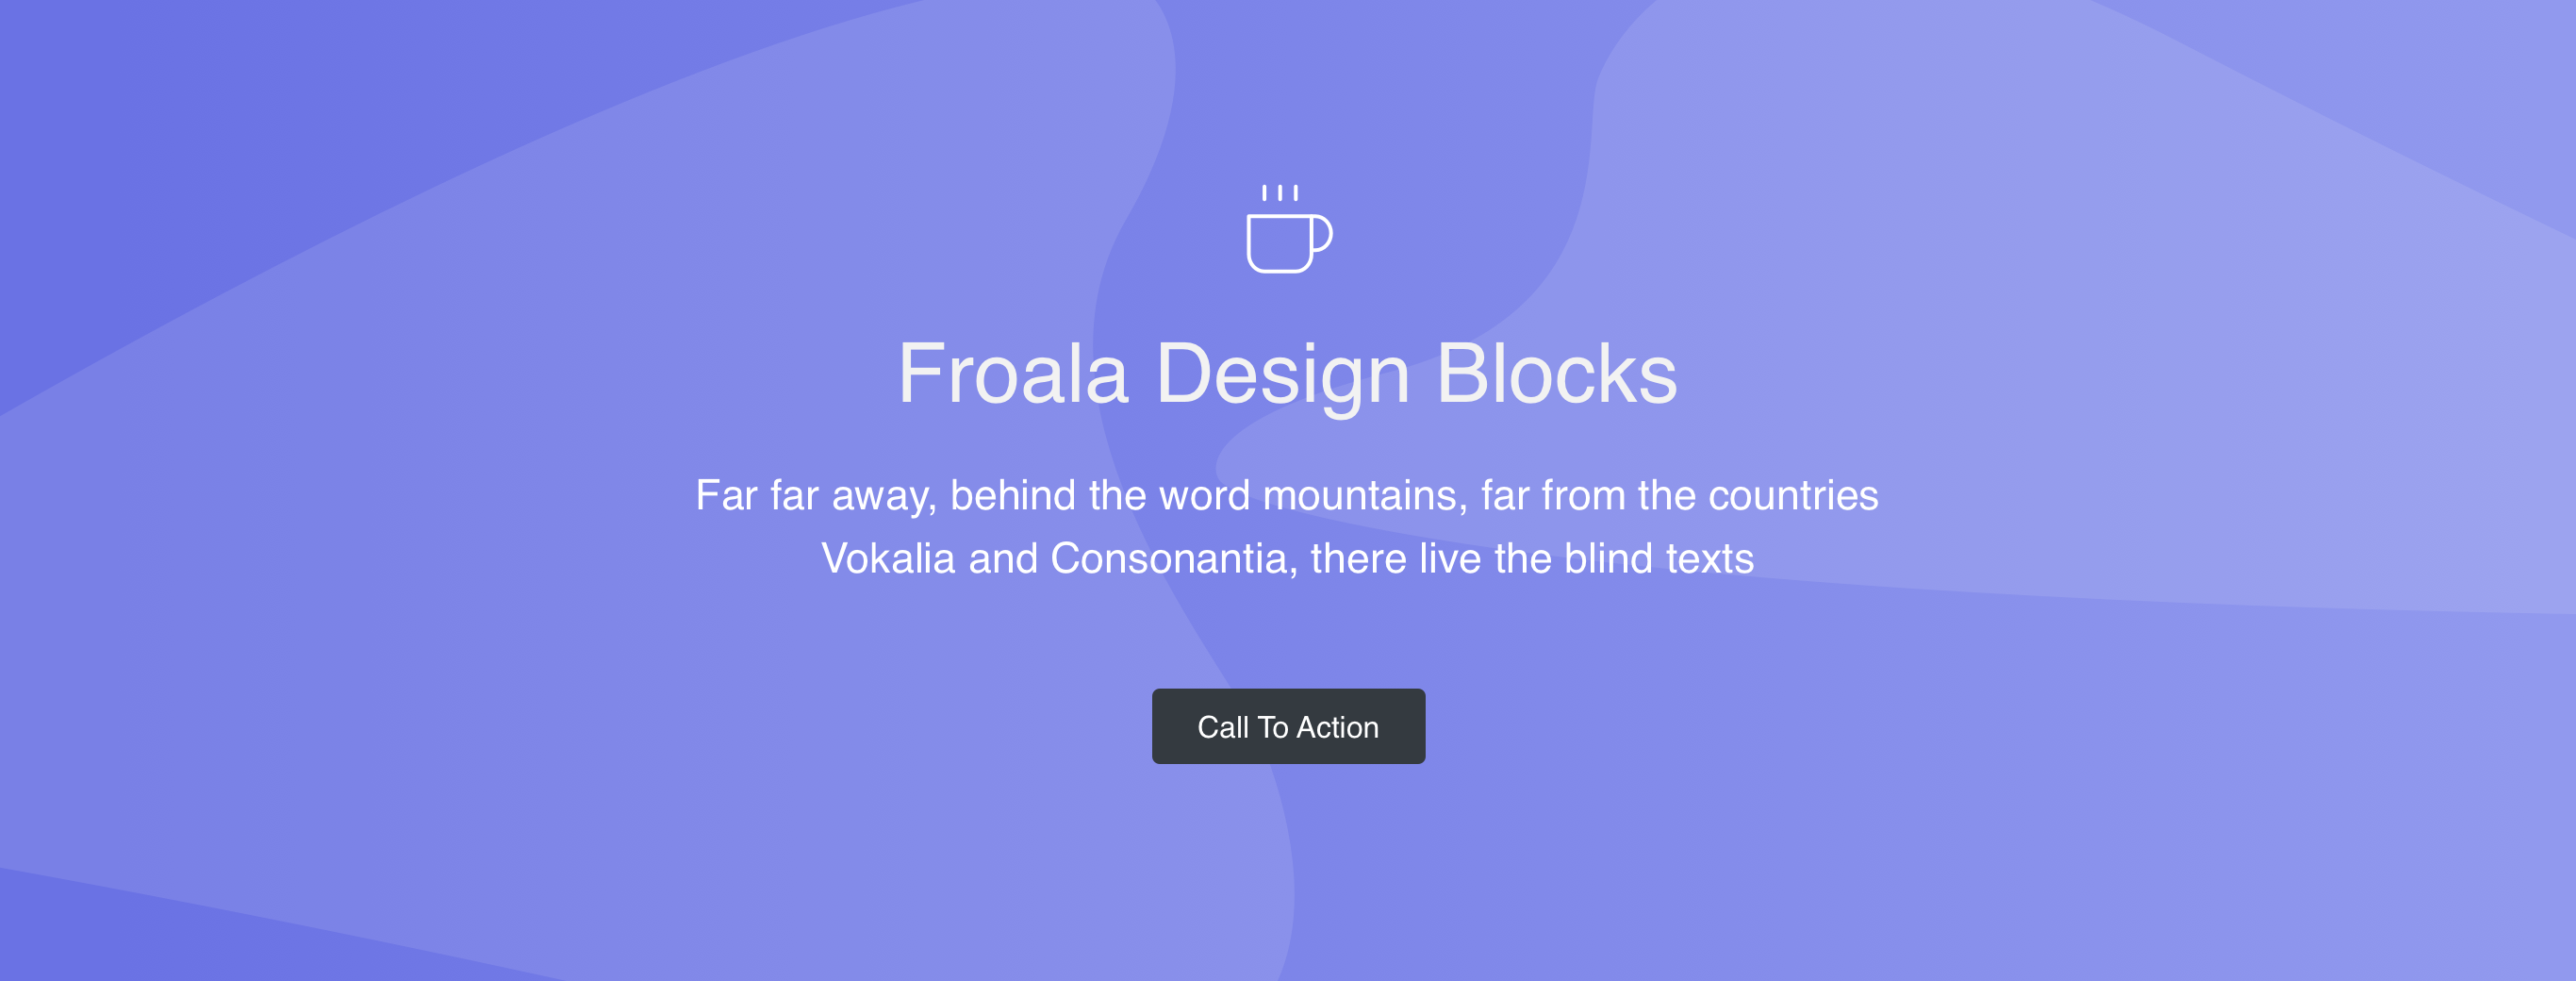 Froala Design Blocks
Far far away, behind the word mountains, far from the countries
Vokalia and Consonantia, there live the blind texts
Call To Action